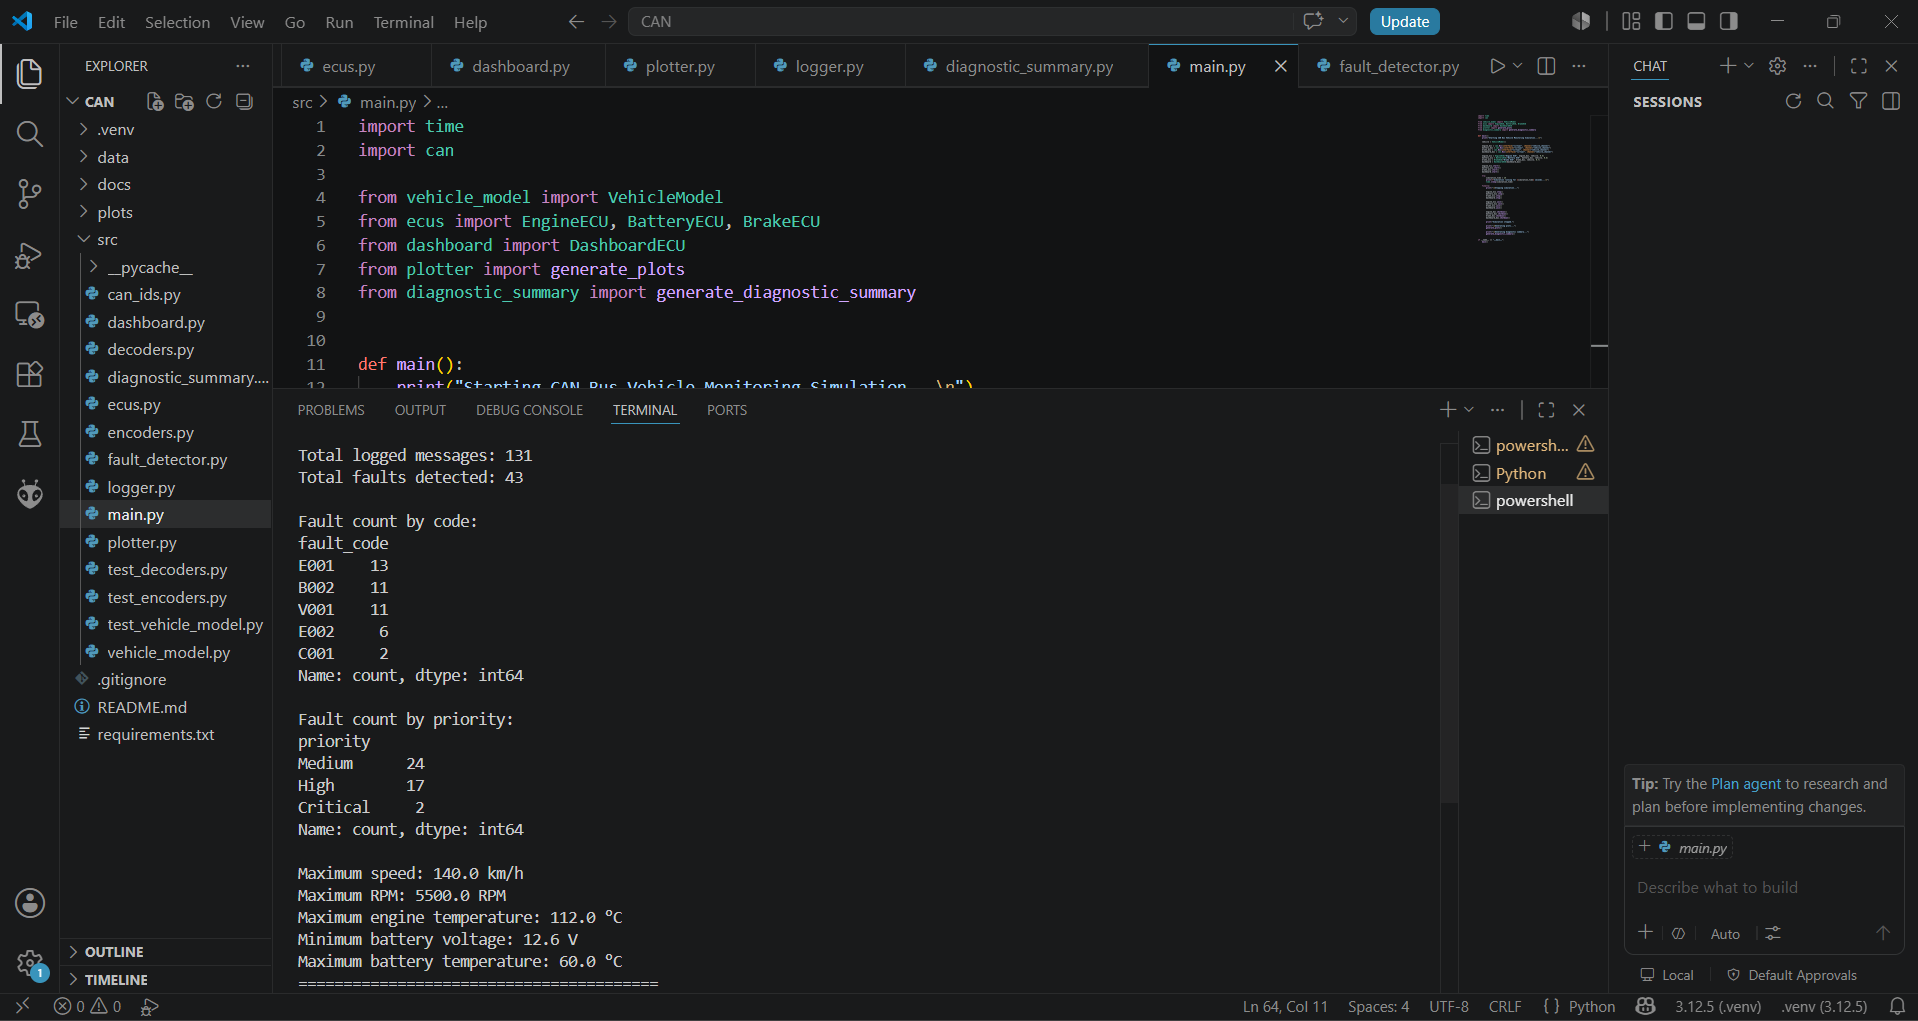 File Edit Selection View Go Run Terminal Help
CAN
Update
EXPLORER
CAN
.venv
data
docs
plots
src
__pycache__
can_ids.py
dashboard.py
decoders.py
diagnostic_summary....
ecus.py
encoders.py
fault_detector.py
logger.py
main.py
plotter.py
test_decoders.py
test_encoders.py
test_vehicle_model.py
vehicle_model.py
.gitignore
README.md
requirements.txt
OUTLINE
TIMELINE
1
ecus.py dashboard.py plotter.py logger.py diagnostic_summary.py main.py fault_detector.py
src > main.py > ...
1 import time
2 import can
3
4 from vehicle_model import VehicleModel
5 from ecus import EngineECU, BatteryECU, BrakeECU
6 from dashboard import DashboardECU
7 from plotter import generate_plots
8 from diagnostic_summary import generate_diagnostic_summary
9
10
11 def main():
12 print("Starting CAN Bus Vehicle Monitoring Simulation...\n")
PROBLEMS OUTPUT DEBUG CONSOLE TERMINAL PORTS
Total logged messages: 131
Total faults detected: 43
Fault count by code:
fault_code
E001 13
B002 11
V001 11
E002 6
C001 2
Name: count, dtype: int64
Fault count by priority:
priority
Medium 24
High 17
Critical 2
Name: count, dtype: int64
Maximum speed: 140.0 km/h
Maximum RPM: 5500.0 RPM
Maximum engine temperature: 112.0 °C
Minimum battery voltage: 12.6 V
Maximum battery temperature: 60.0 °C
========================================
powersh...
Python
powershell
CHAT
SESSIONS
Tip: Try the Plan agent to research and
plan before implementing changes.
main.py
Describe what to build
Auto
Local Default Approvals
0 0 Ln 64, Col 11 Spaces: 4 UTF-8 CRLF { } Python 3.12.5 (.venv) .venv (3.12.5)